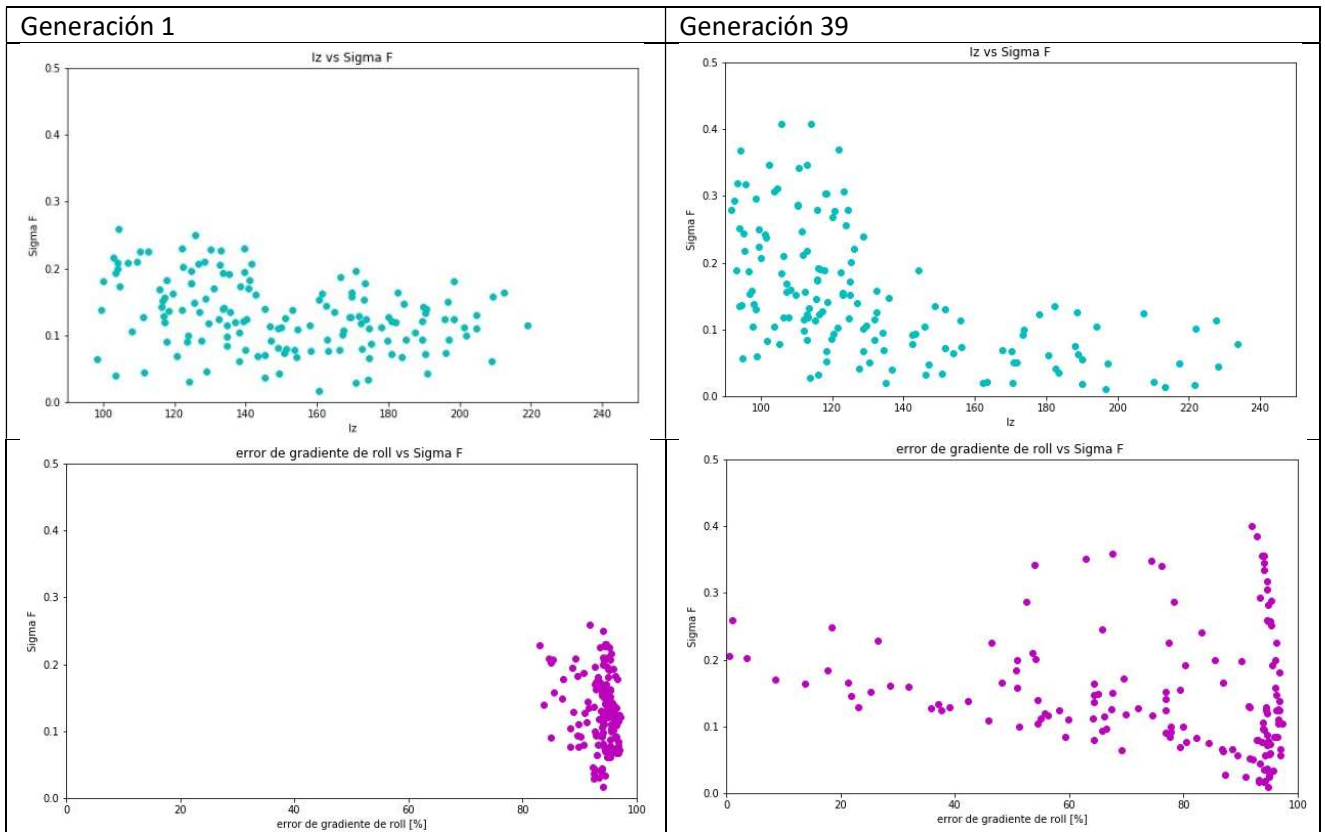 Generación 1
Generación 39
Iz vs Sigma F
0.5
0.4
0.3
0.2
0.1
0.0
Sigma F
100 120 140 160 180 200 220 240
Iz
Iz vs Sigma F
0.5
0.4
0.3
0.2
0.1
0.0
Sigma F
100 120 140 160 180 200 220 240
Iz
error de gradiente de roll vs Sigma F
0.5
0.4
0.3
0.2
0.1
0.0
Sigma F
0 20 40 60 80 100
error de gradiente de roll [%]
error de gradiente de roll vs Sigma F
0.5
0.4
0.3
0.2
0.1
0.0
Sigma F
0 20 40 60 80 100
error de gradiente de roll [%]